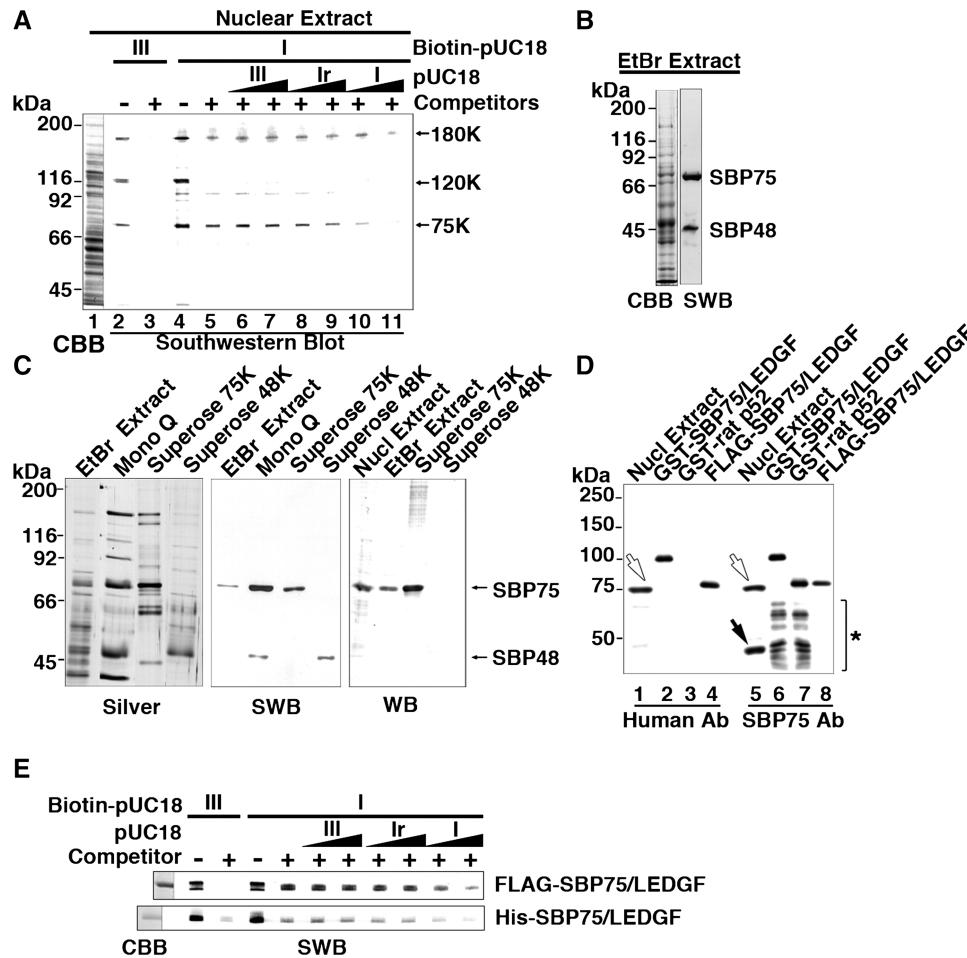 A
Nuclear Extract
III I Biotin-pUC18
III Ir I pUC18
kDa - + - + + + + + + + Competitors
200
116
92
66
45
←180K
←120K
←75K
1 2 3 4 5 6 7 8 9 10 11
CBB Southwestern Blot
B
EtBr Extract
kDa
200
116
92
66
45
SBP75
SBP48
CBB SWB
C
EtBr Extract
Mono Q
Superose 75K
Superose 48K
EtBr Extract
Mono Q
Superose 75K
Superose 48K
Nucl Extract
EtBr Extract
Superose 75K
Superose 48K
kDa
200
116
92
66
45
← SBP75
← SBP48
Silver SWB WB
D
Nucl Extract
GST-SBP75/LEDGF
GST-rat p52
FLAG-SBP75/LEDGF
Nucl Extract
GST-SBP75/LEDGF
GST-rat p52
FLAG-SBP75/LEDGF
kDa
250
150
100
75
50
*
1 2 3 4 5 6 7 8
Human Ab SBP75 Ab
E
Biotin-pUC18 III I
pUC18 III Ir I
Competitor - + - + + + + + + +
FLAG-SBP75/LEDGF
His-SBP75/LEDGF
CBB SWB